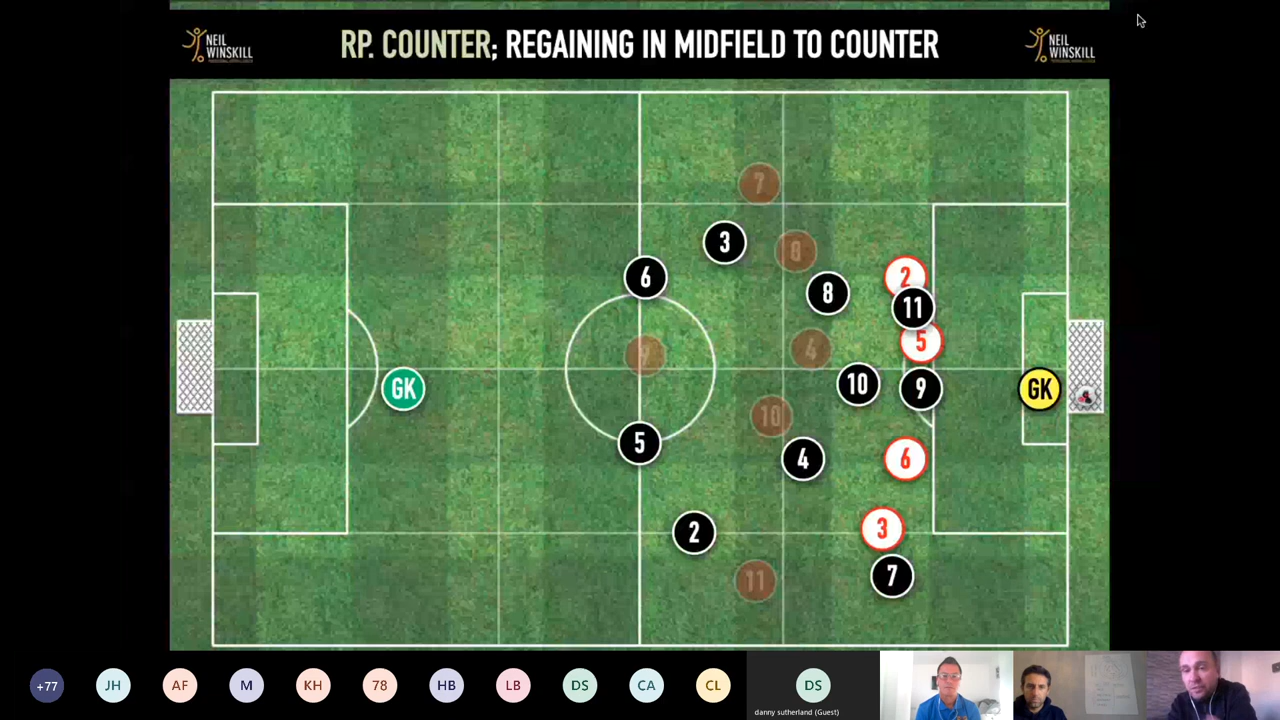 NEIL
WINSKILL
RP. COUNTER; REGAINING IN MIDFIELD TO COUNTER
NEIL
WINSKILL
7
3
8
6
2
8
11
5
9
4
GK
10
9
GK
10
5
4
6
3
2
11
7
+77
JH
AF
M
KH
78
HB
LB
DS
CA
CL
DS
danny sutherland (Guest)